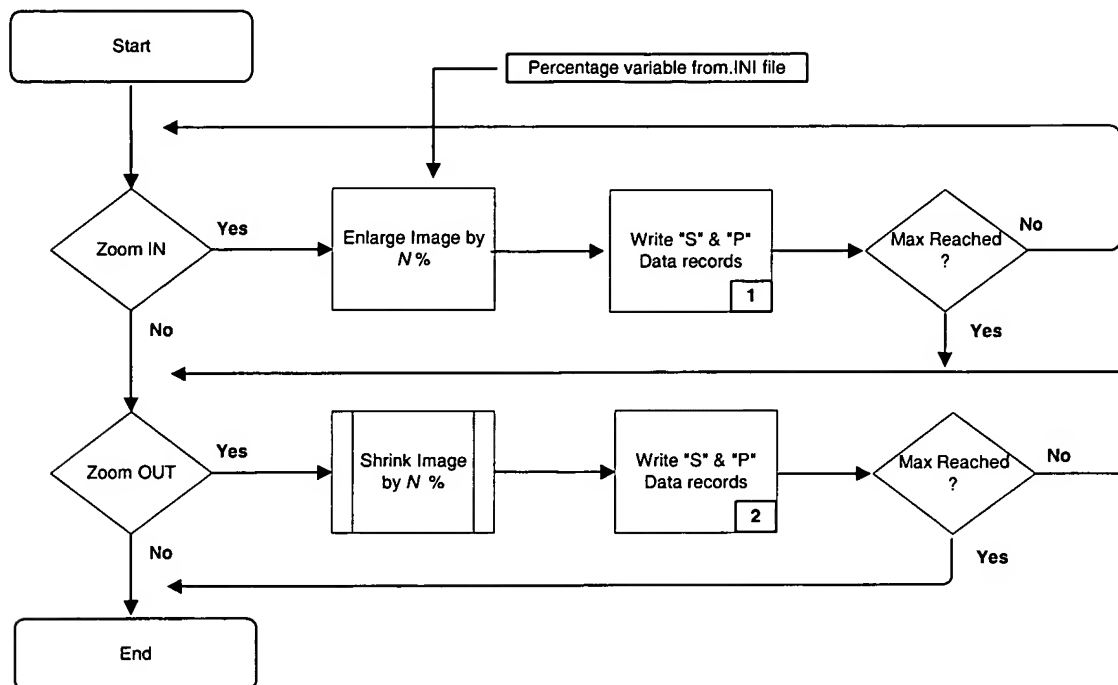 Start
Percentage variable from.INI file
Zoom IN
Yes
Enlarge Image by
N %
Write "S" & "P"
Data records
1
Max Reached
?
No
Yes
No
Zoom OUT
Yes
Shrink Image
by N %
Write "S" & "P"
Data records
2
Max Reached
?
No
Yes
No
End